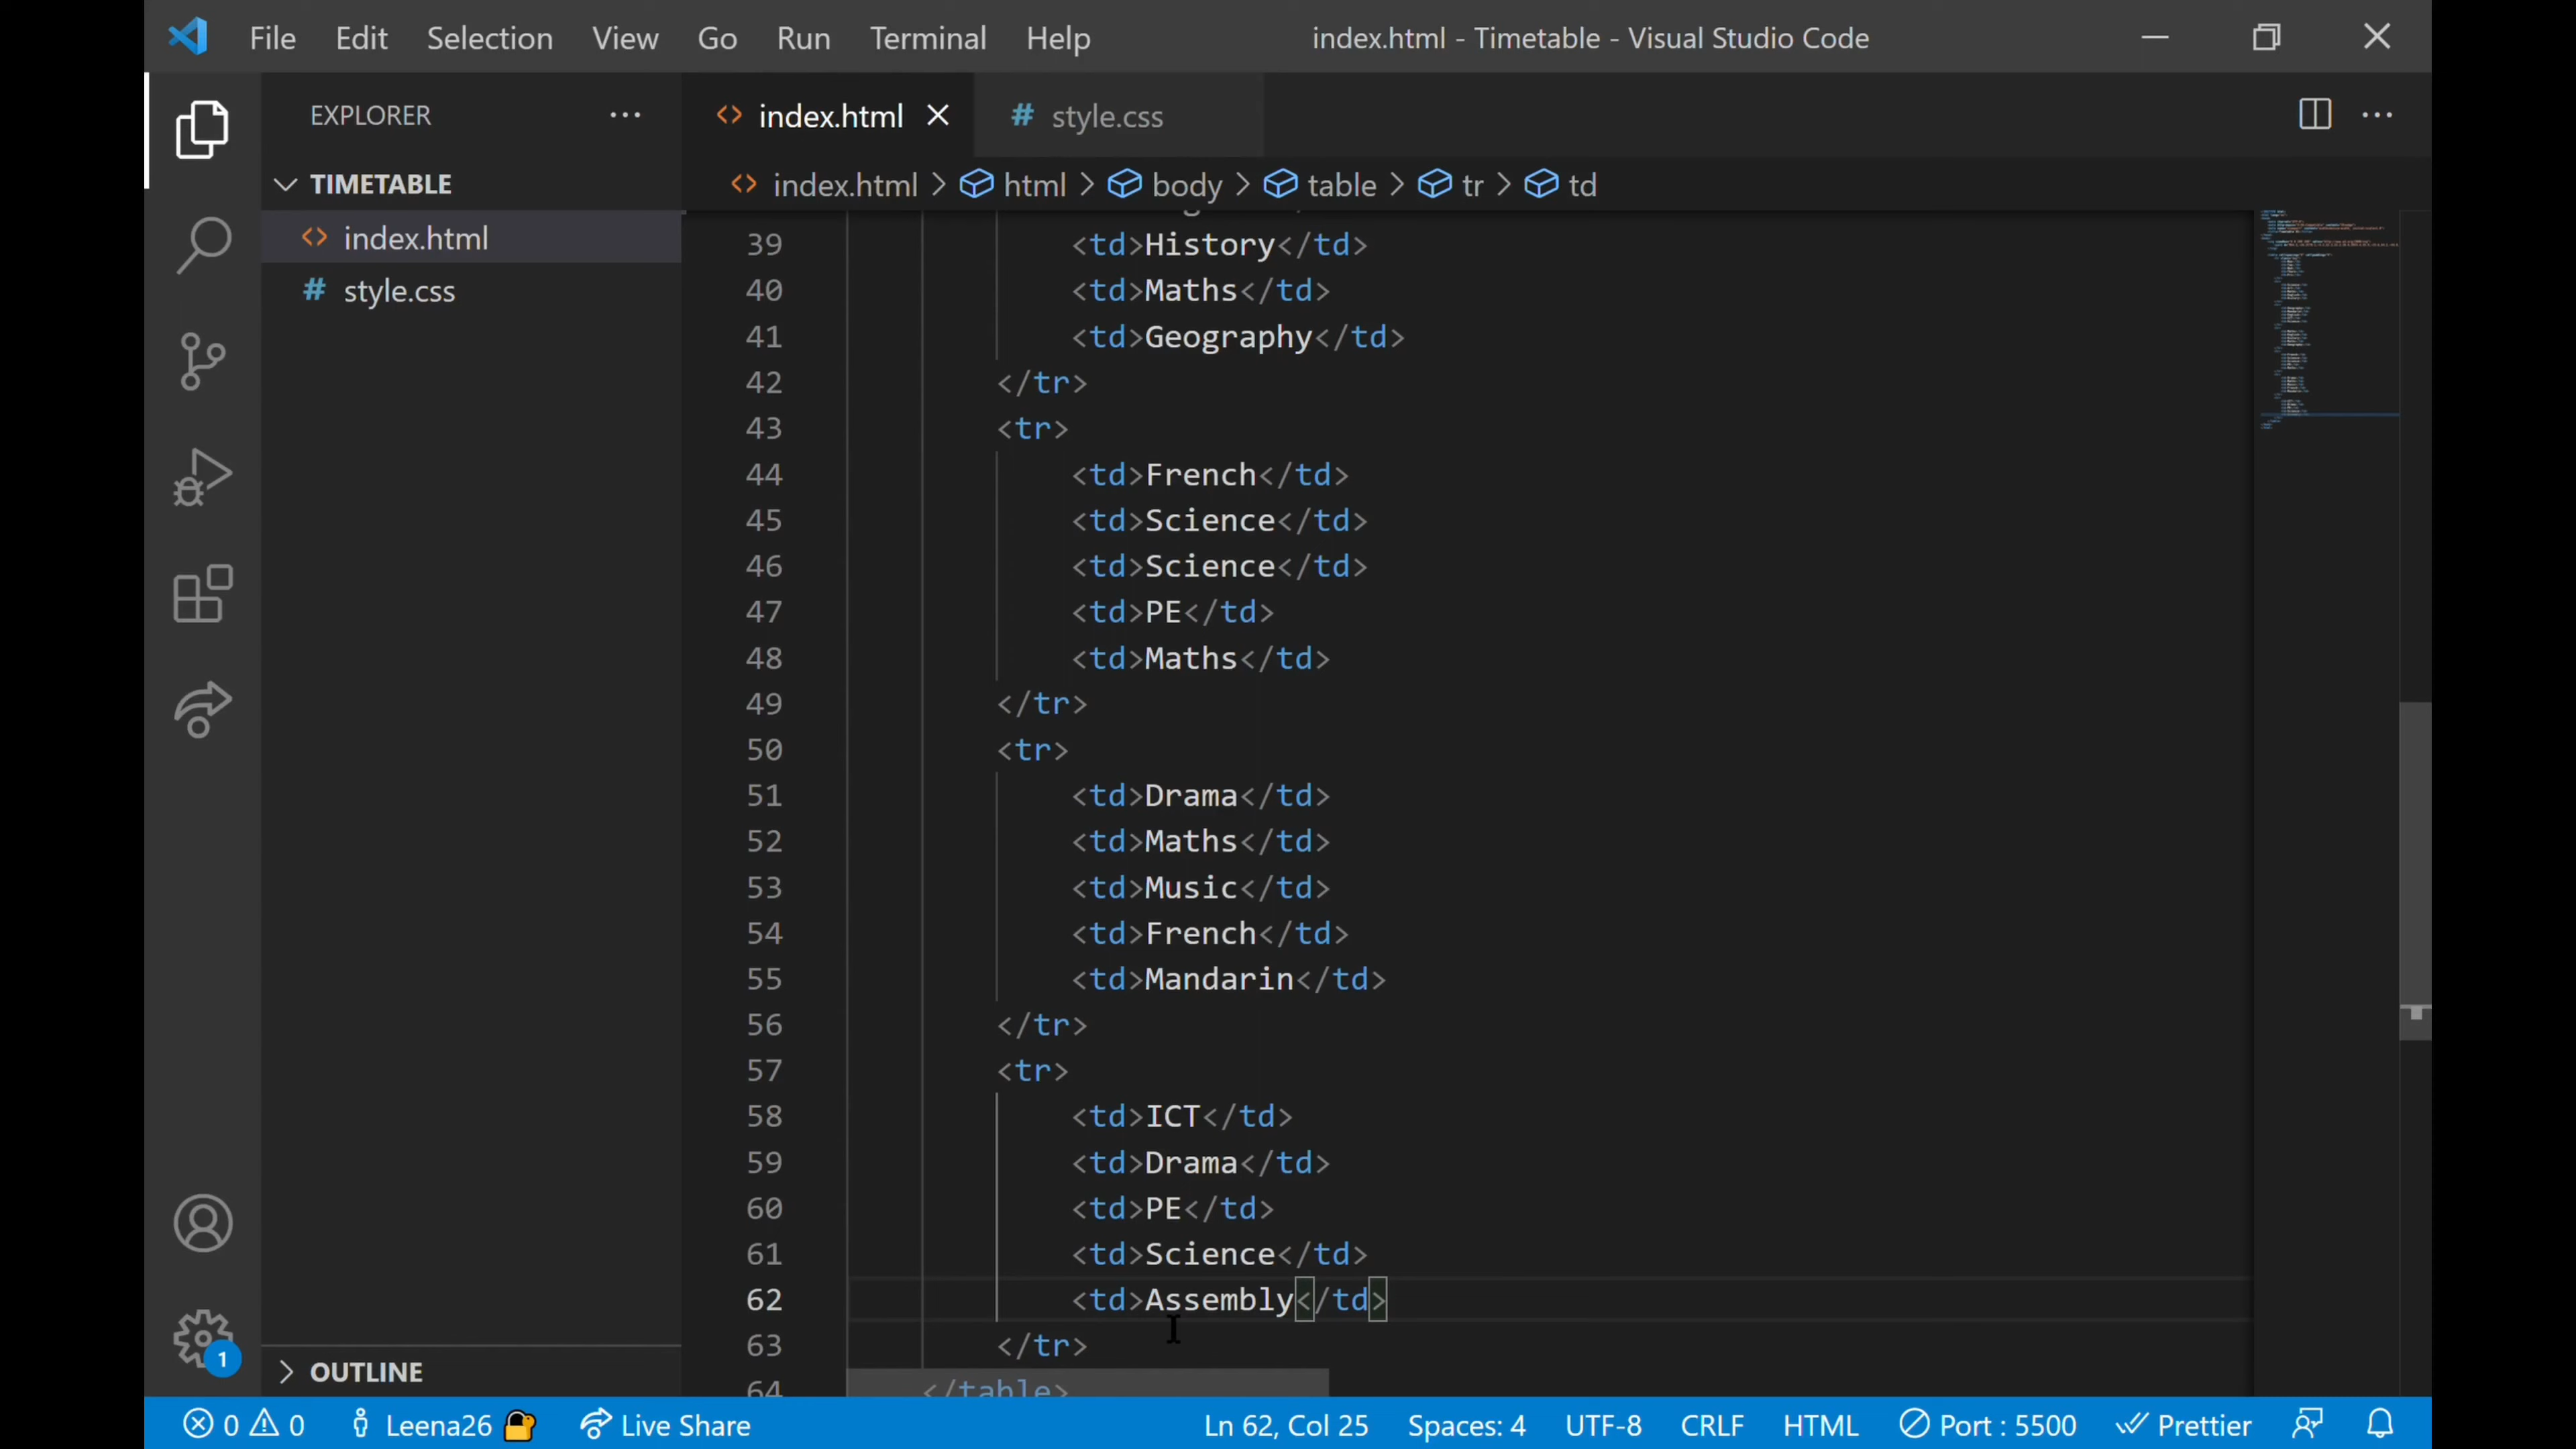 File Edit Selection View Go Run Terminal Help index.html - Timetable - Visual Studio Code
EXPLORER
index.html
style.css
TIMETABLE
index.html > html > body > table > tr > td
index.html
style.css
39 <td>History</td>
40 <td>Maths</td>
41 <td>Geography</td>
42 </tr>
43 <tr>
44 <td>French</td>
45 <td>Science</td>
46 <td>Science</td>
47 <td>PE</td>
48 <td>Maths</td>
49 </tr>
50 <tr>
51 <td>Drama</td>
52 <td>Maths</td>
53 <td>Music</td>
54 <td>French</td>
55 <td>Mandarin</td>
56 </tr>
57 <tr>
58 <td>ICT</td>
59 <td>Drama</td>
60 <td>PE</td>
61 <td>Science</td>
62 <td>Assembly</td>
63 </tr>
64 </table>
1
OUTLINE
0 0 Leena26 Live Share Ln 62, Col 25 Spaces: 4 UTF-8 CRLF HTML Port : 5500 Prettier